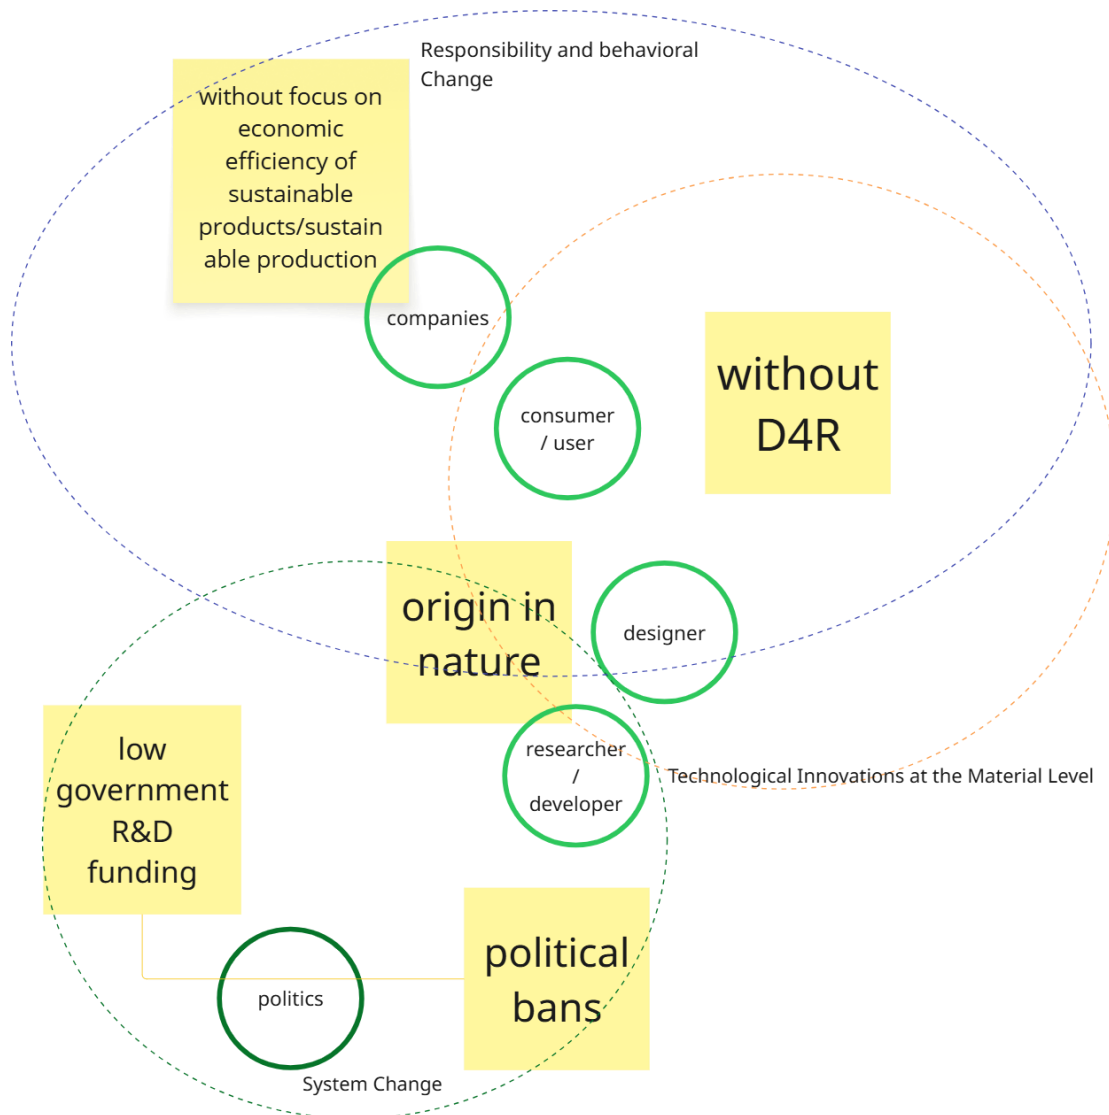 Responsibility and behavioral
Change
without focus on
economic
efficiency of
sustainable
products/sustain
able production
companies
consumer
/ user
without
D4R
origin in
nature
designer
researcher
/
developer
Technological Innovations at the Material Level
low
government
R&D
funding
political
bans
politics
System Change